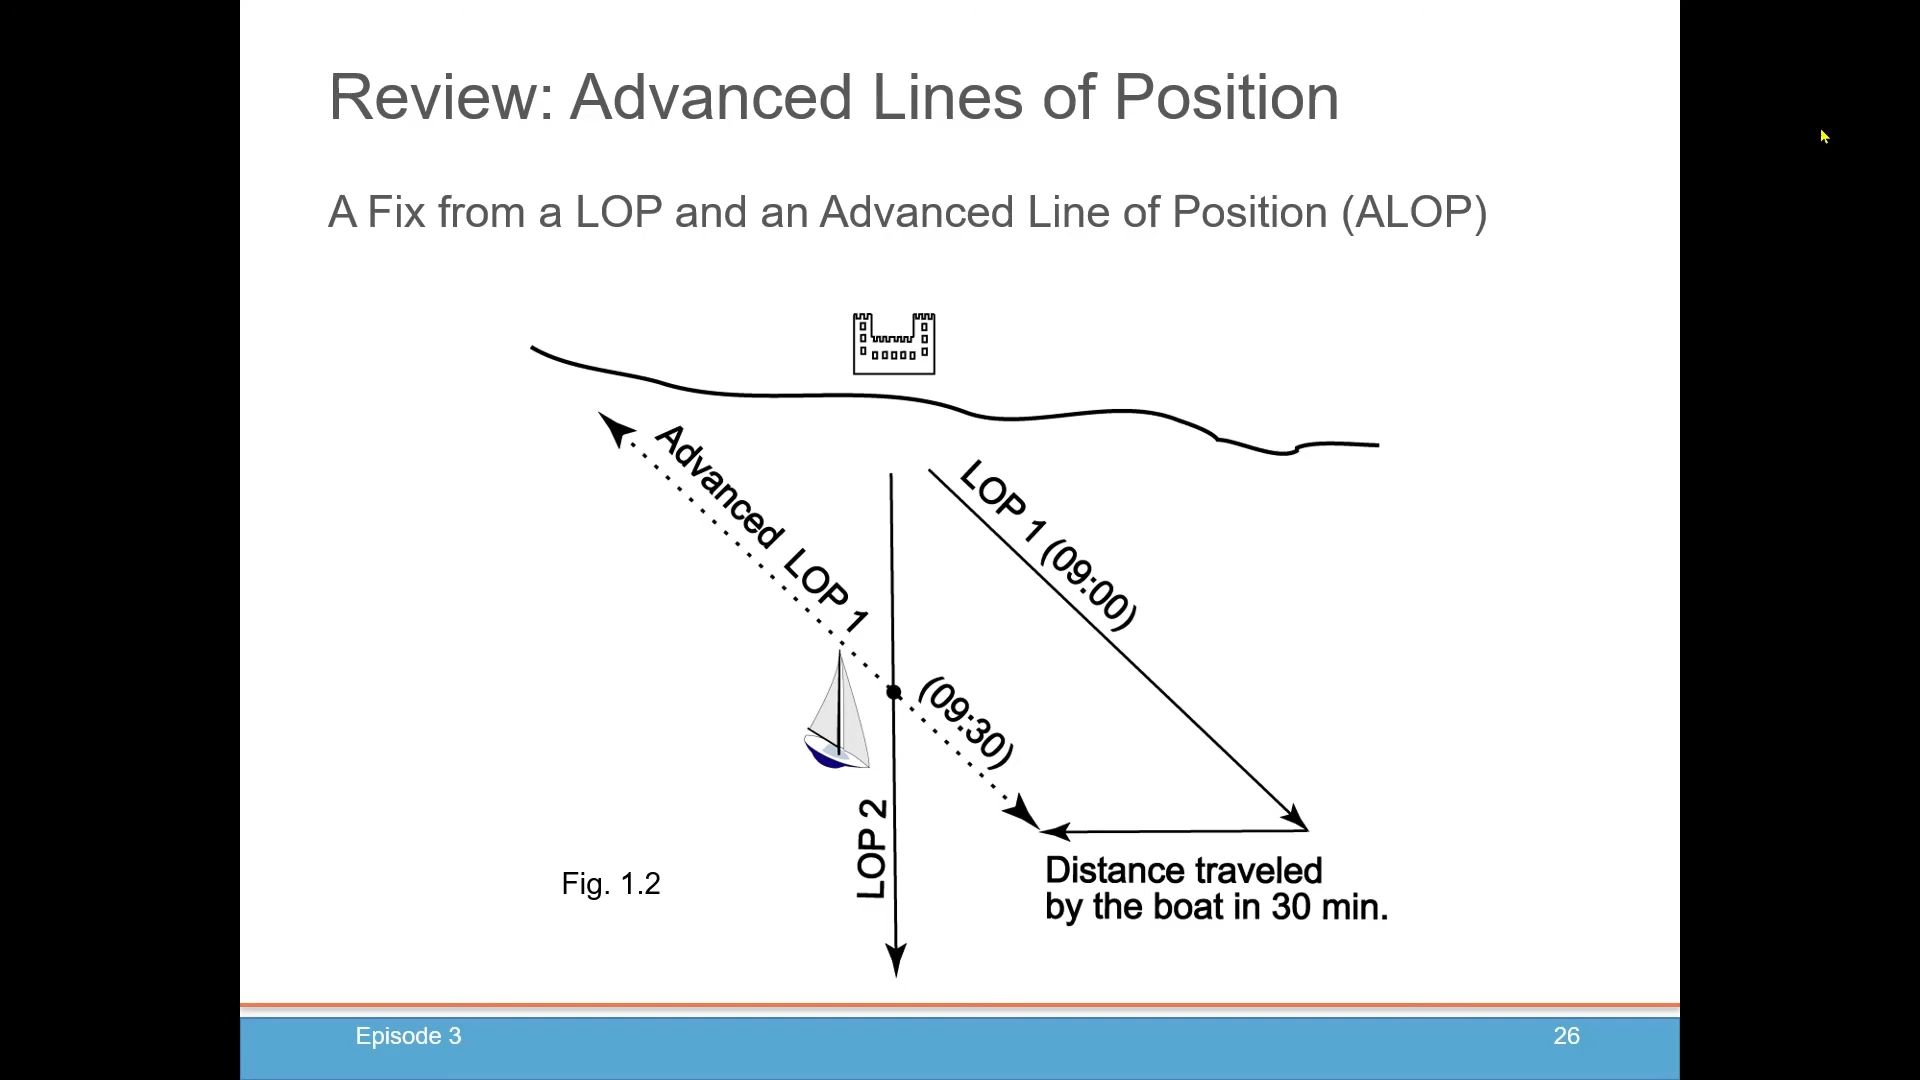 Review: Advanced Lines of Position
A Fix from a LOP and an Advanced Line of Position (ALOP)
Advanced LOP 1
(09:30)
LOP 1 (09:00)
LOP 2
Distance traveled
by the boat in 30 min.
Fig. 1.2
Episode 3
26